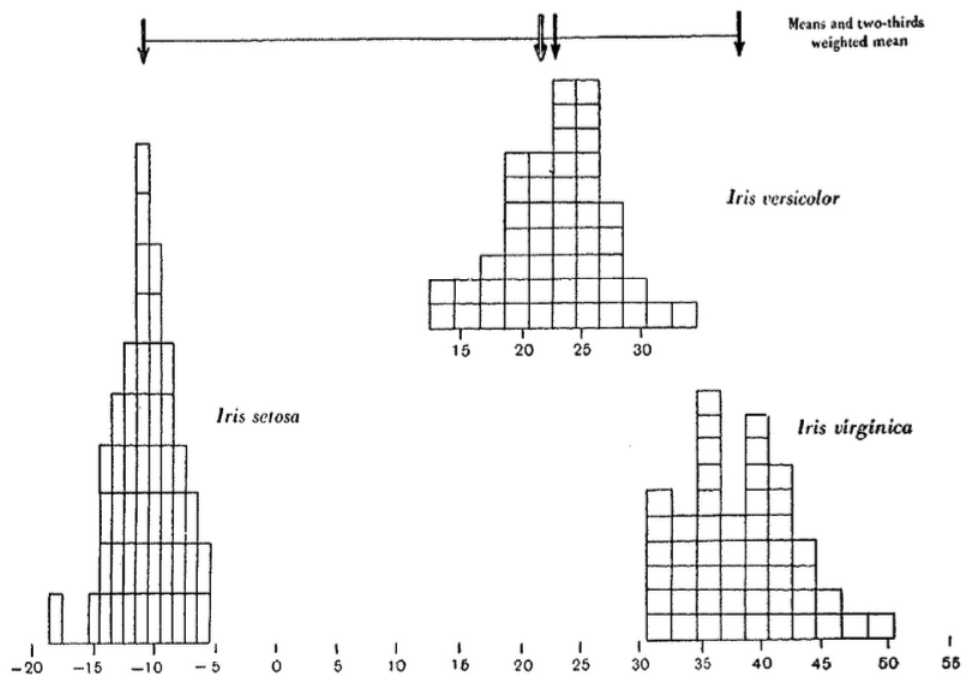 Means and two-thirds
weighted mean
Iris versicolor
15 20 25 30
Iris setosa
Iris virginica
-20 -15 -10 -5 0 5 10 15 20 25 30 35 40 45 50 55